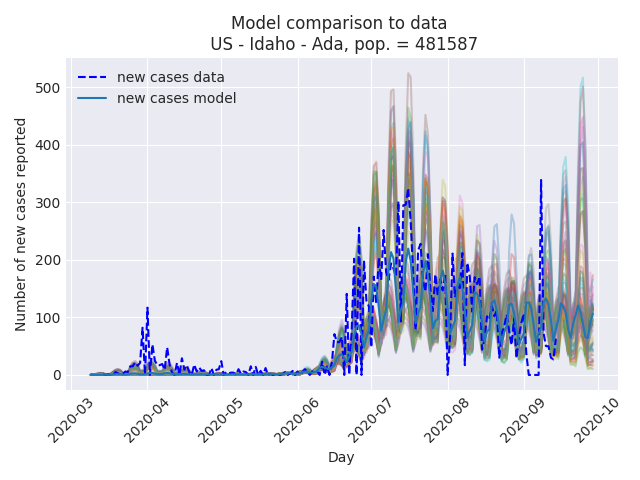 Model comparison to data
US - Idaho - Ada, pop. = 481587
new cases data
new cases model
Number of new cases reported
500
400
300
200
100
0
2020-03
2020-04
2020-05
2020-06
2020-07
2020-08
2020-09
2020-10
Day